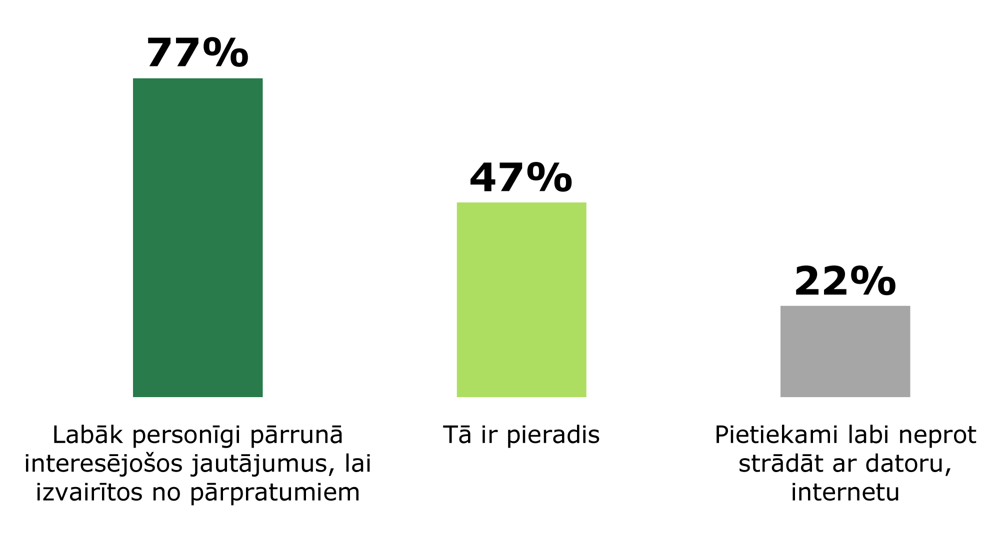 77%
47%
22%
Labāk personīgi pārrunā
interesējošos jautājumus, lai
izvairītos no pārpratumiem
Tā ir pieradis
Pietiekami labi neprot
strādāt ar datoru,
internetu